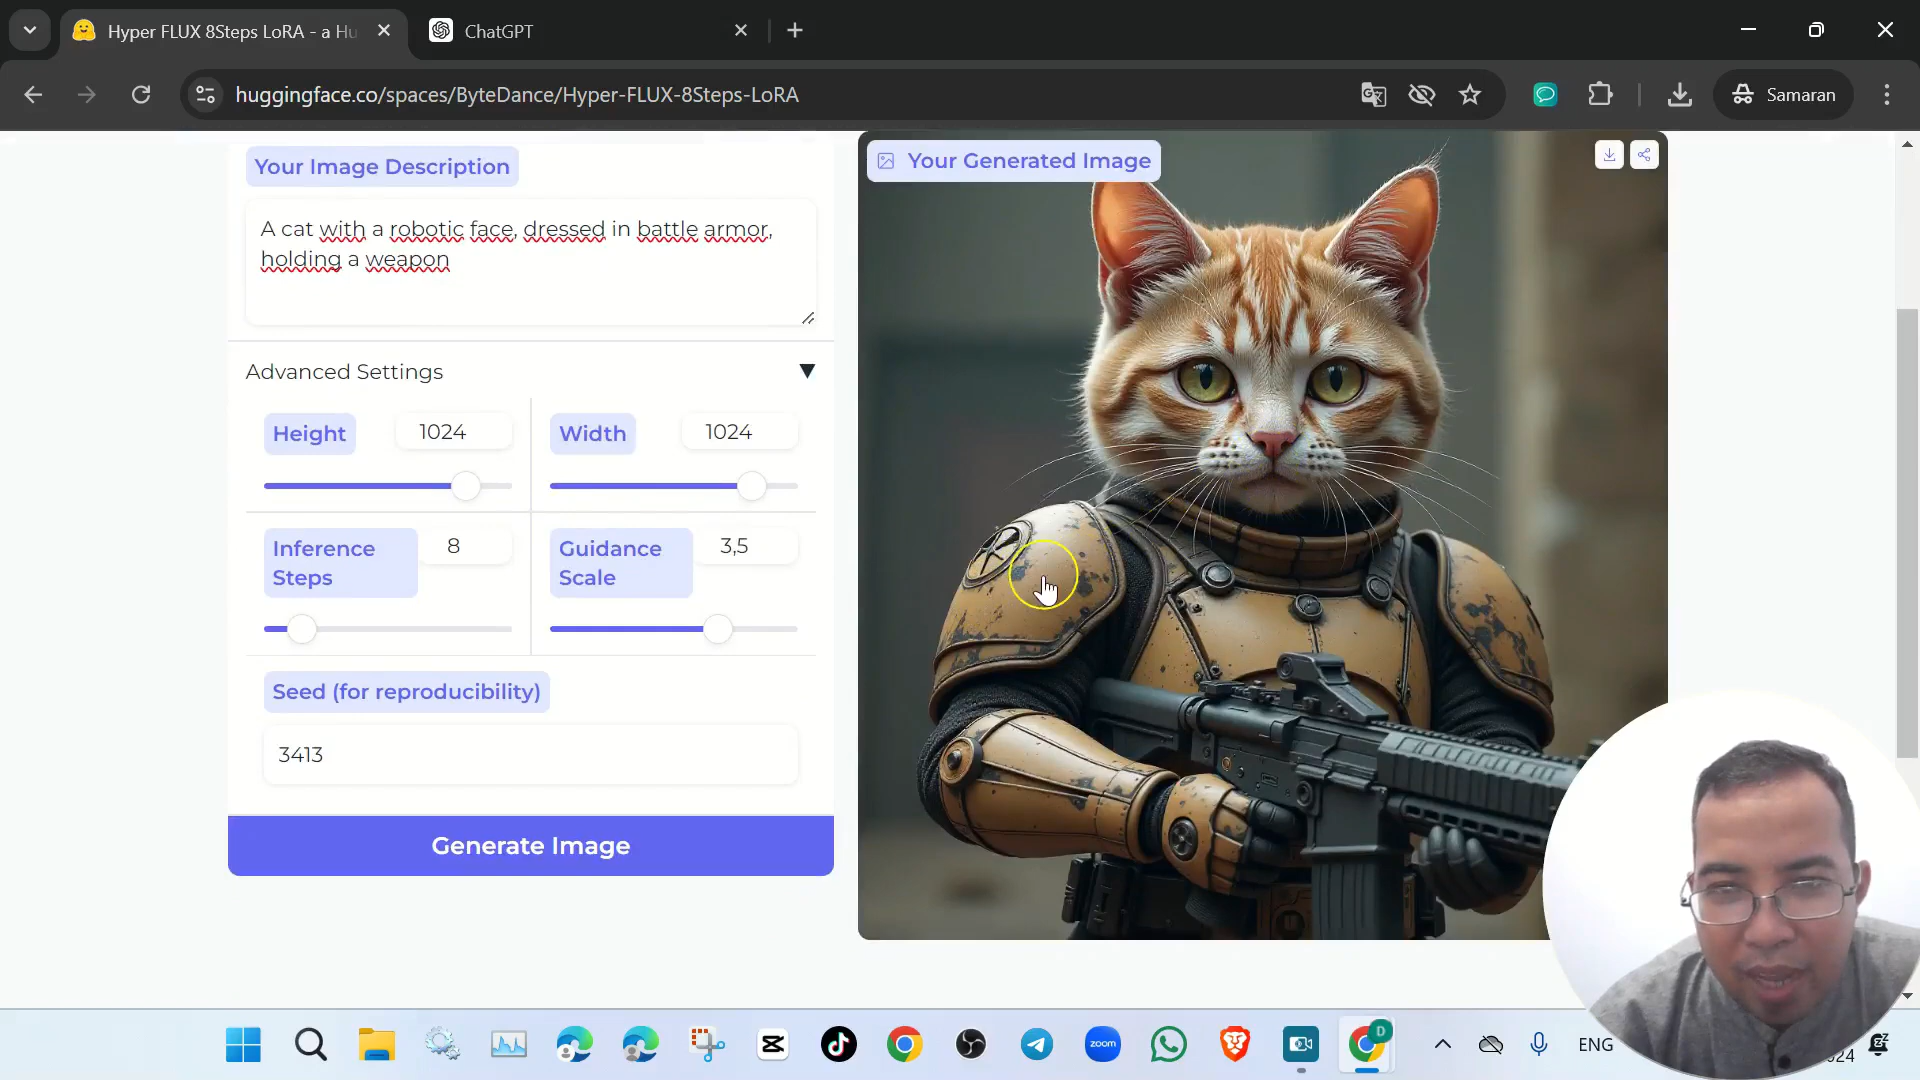 Hyper FLUX 8Steps LoRA - a Hu
ChatGPT
huggingface.co/spaces/ByteDance/Hyper-FLUX-8Steps-LoRA
Samaran
Your Image Description
A cat with a robotic face, dressed in battle armor,
holding a weapon
Advanced Settings
Height
1024
Width
1024
Inference
Steps
8
Guidance
Scale
3,5
Seed (for reproducibility)
3413
Generate Image
Your Generated Image
zoom
D
ENG